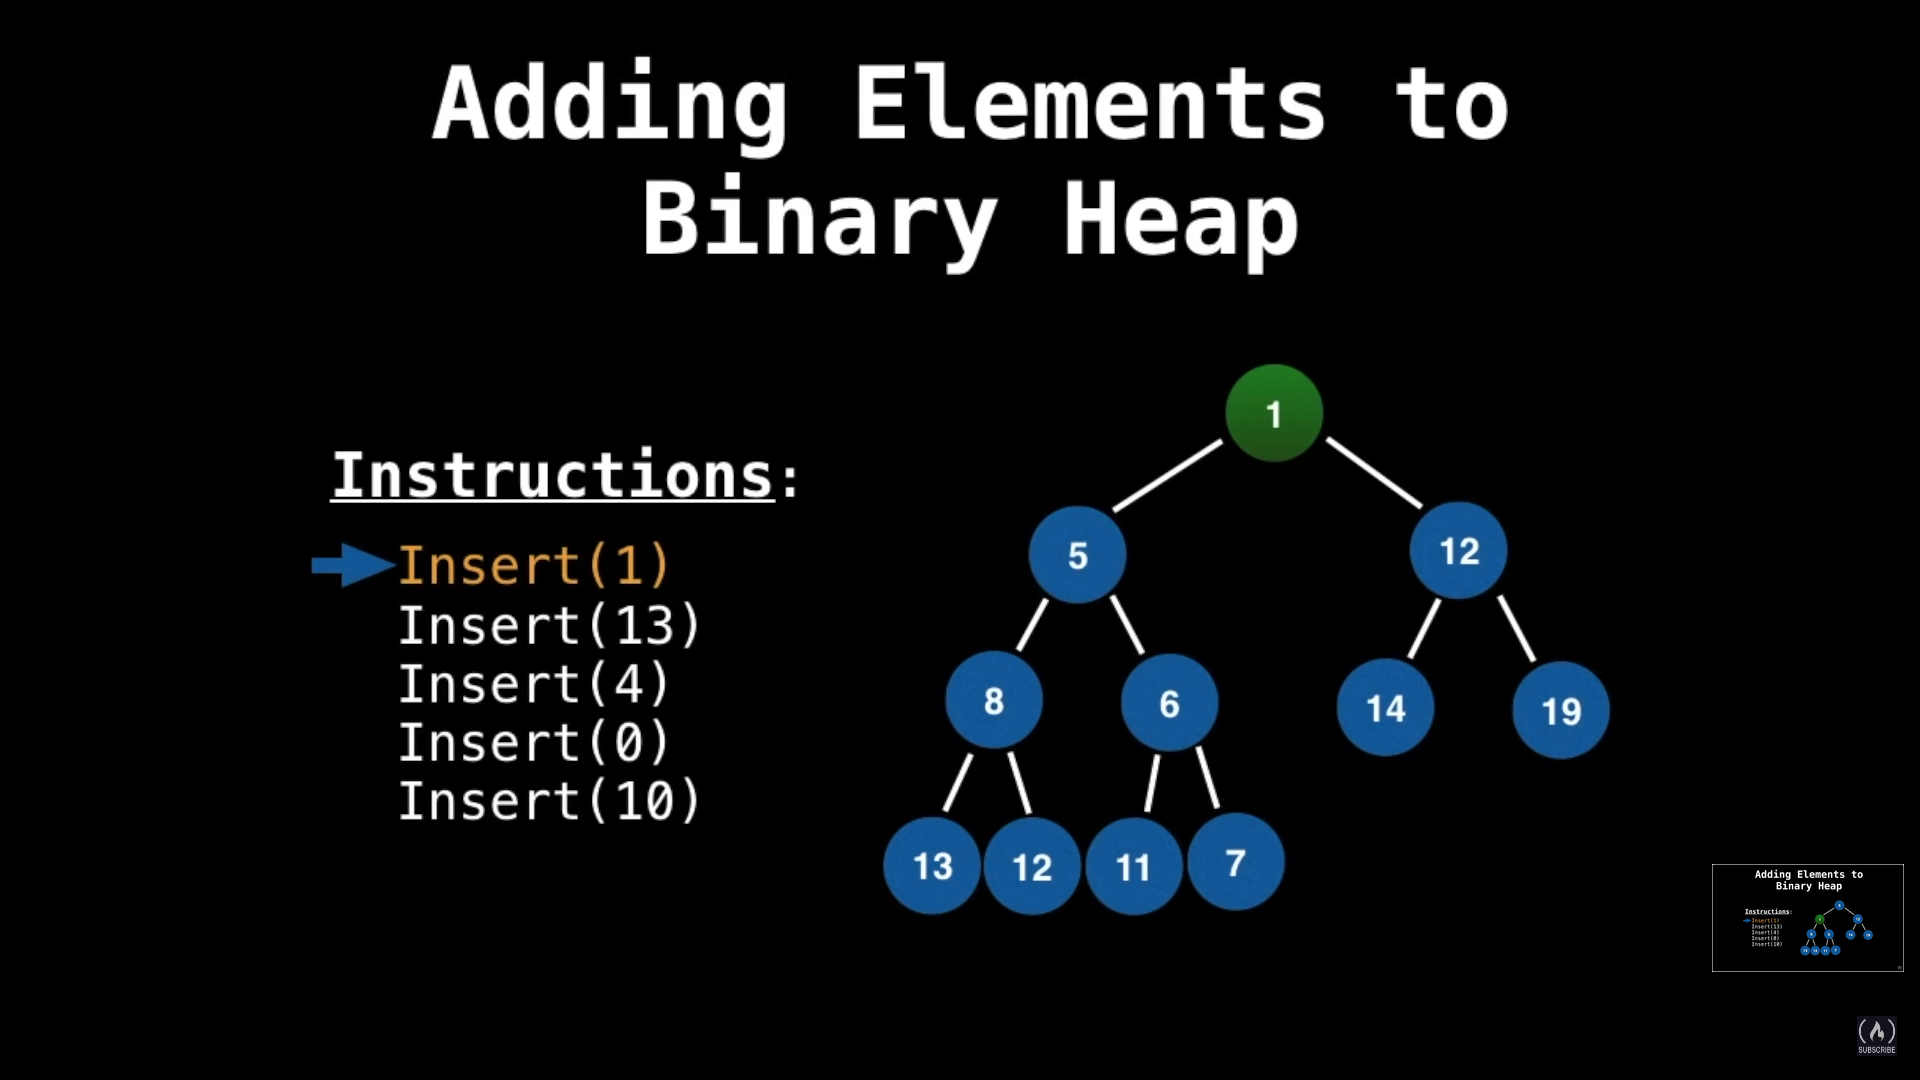 Adding Elements to
Binary Heap
Instructions:
Insert(1)
Insert(13)
Insert(4)
Insert(0)
Insert(10)
1
5
12
8
6
14
19
13
12
11
7
Adding Elements to
Binary Heap
Instructions:
Insert(1)
Insert(13)
Insert(4)
Insert(0)
Insert(10)
SUBSCRIBE